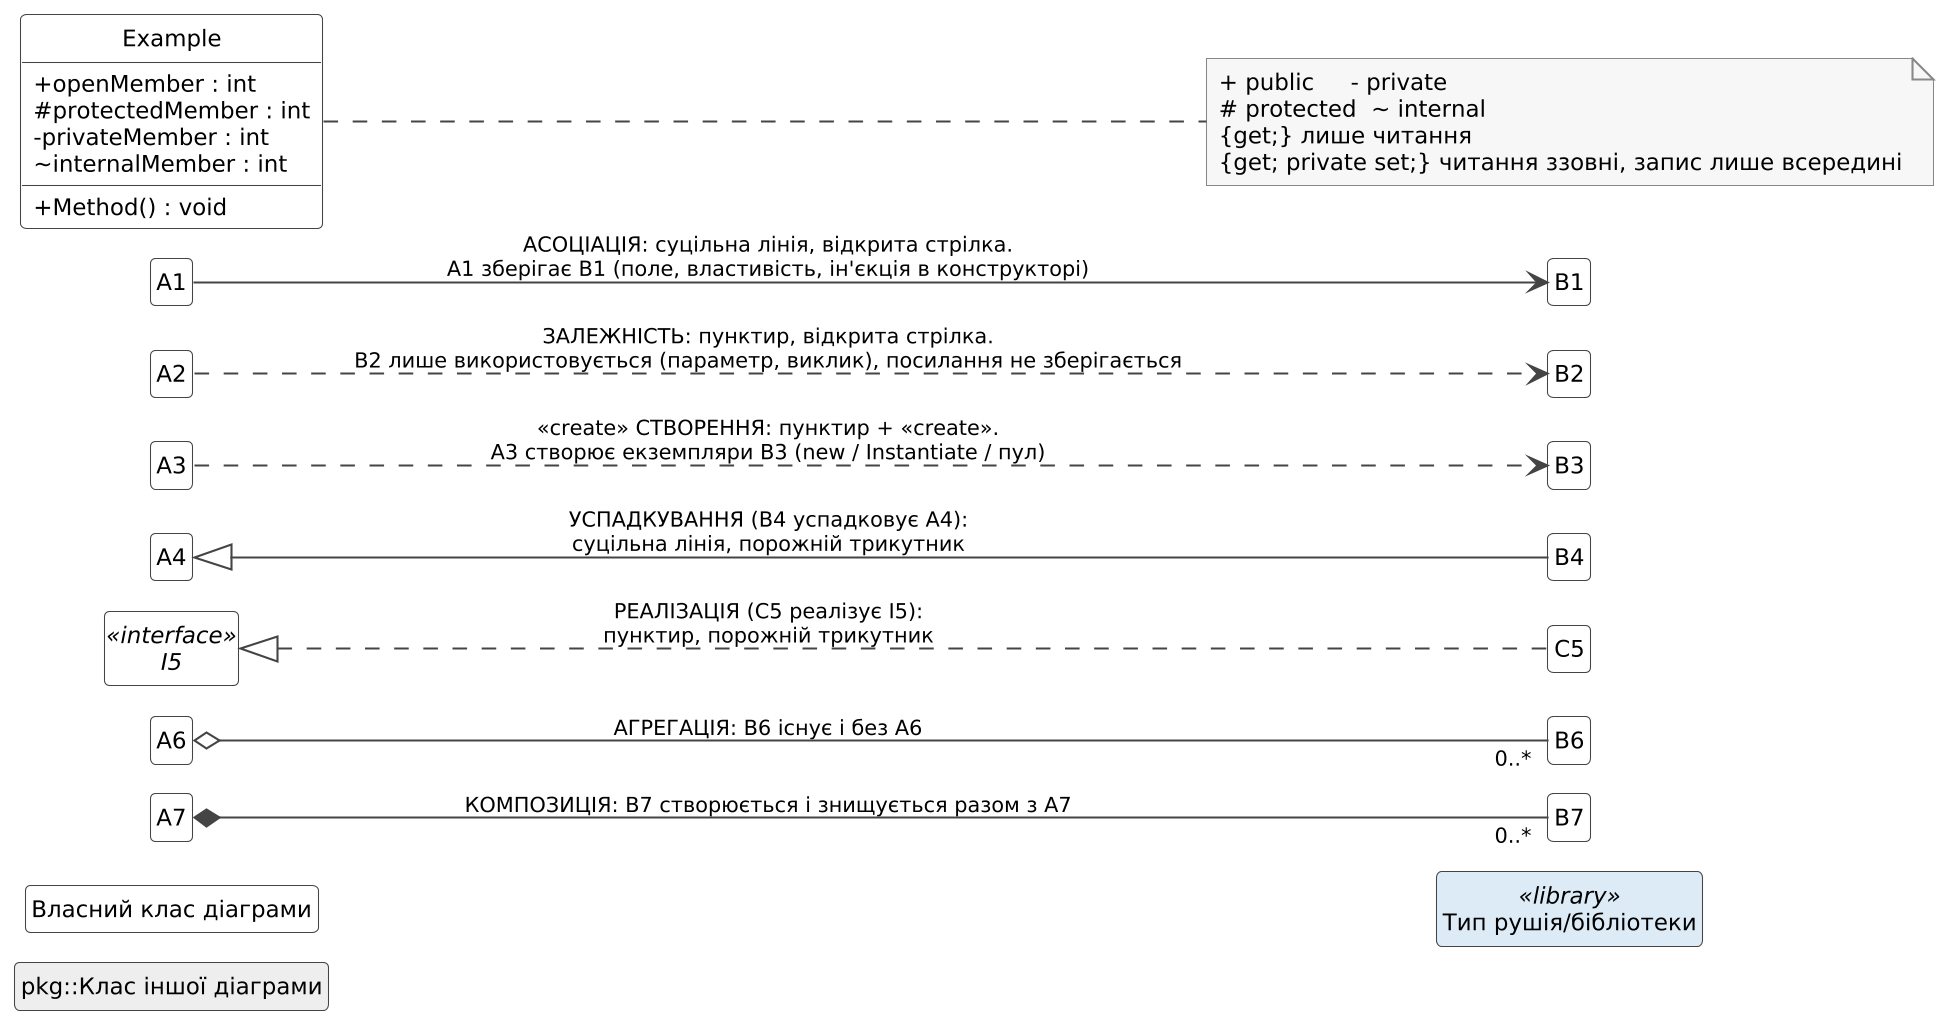 Example
+openMember : int
#protectedMember : int
-privateMember : int
~internalMember : int
+Method() : void
+ public     - private
# protected  ~ internal
{get;} лише читання
{get; private set;} читання ззовні, запис лише всередині
АСОЦІАЦІЯ: суцільна лінія, відкрита стрілка.
A1 зберігає B1 (поле, властивість, ін'єкція в конструкторі)
A1
B1
ЗАЛЕЖНІСТЬ: пунктир, відкрита стрілка.
B2 лише використовується (параметр, виклик), посилання не зберігається
A2
B2
«create» СТВОРЕННЯ: пунктир + «create».
A3 створює екземпляри B3 (new / Instantiate / пул)
A3
B3
УСПАДКУВАННЯ (B4 успадковує A4):
суцільна лінія, порожній трикутник
A4
B4
РЕАЛІЗАЦІЯ (C5 реалізує I5):
пунктир, порожній трикутник
«interface»
I5
C5
АГРЕГАЦІЯ: B6 існує і без A6
A6
B6
0..*
КОМПОЗИЦІЯ: B7 створюється і знищується разом з A7
A7
B7
0..*
Власний клас діаграми
«library»
Тип рушія/бібліотеки
pkg::Клас іншої діаграми